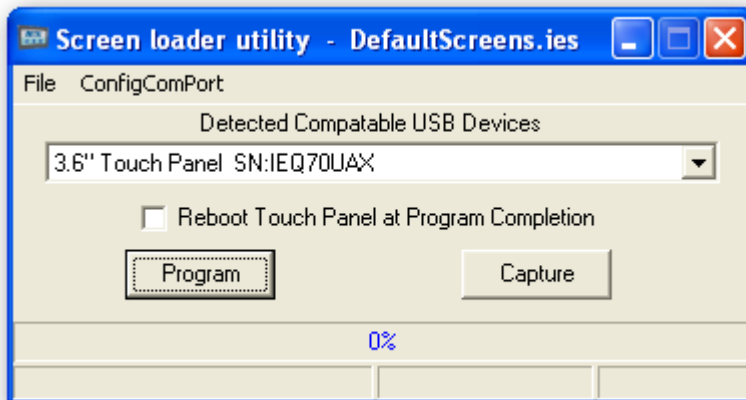 Screen loader utility - DefaultScreens.ies
File ConfigComPort
Detected Compatable USB Devices
3.6" Touch Panel SN:IEQ70UAX
Reboot Touch Panel at Program Completion
Program Capture
0%